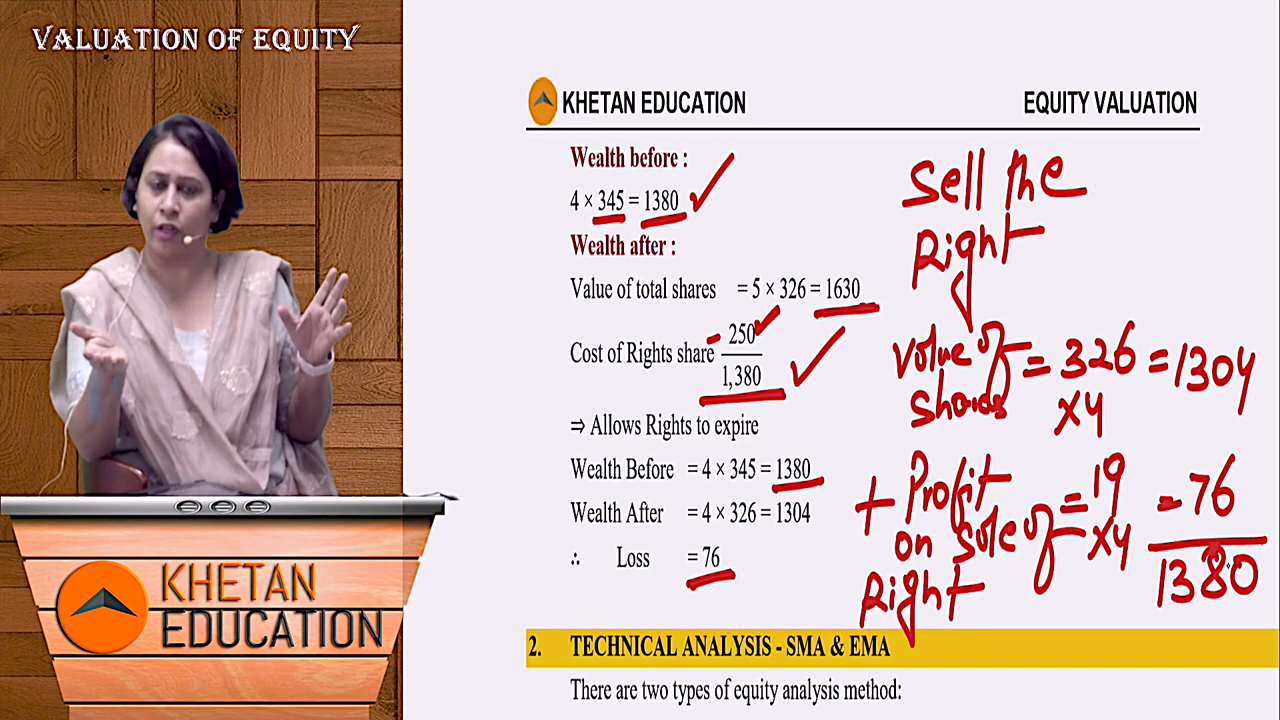 VALUATION OF EQUITY
KHETAN EDUCATION
EQUITY VALUATION
Wealth before :
4 × 345 = 1380
Wealth after :
Value of total shares = 5 × 326 = 1630
Cost of Rights share 250
1,380
⇒ Allows Rights to expire
Wealth Before = 4 × 345 = 1380
Wealth After = 4 × 326 = 1304
∴ Loss = 76
Sell the
Right
Value of
shares
= 326
×4
= 1304
+ Profit
on Sale of
Right
= 19
×4
= 76
1380
2. TECHNICAL ANALYSIS - SMA & EMA
There are two types of equity analysis method:
KHETAN
EDUCATION